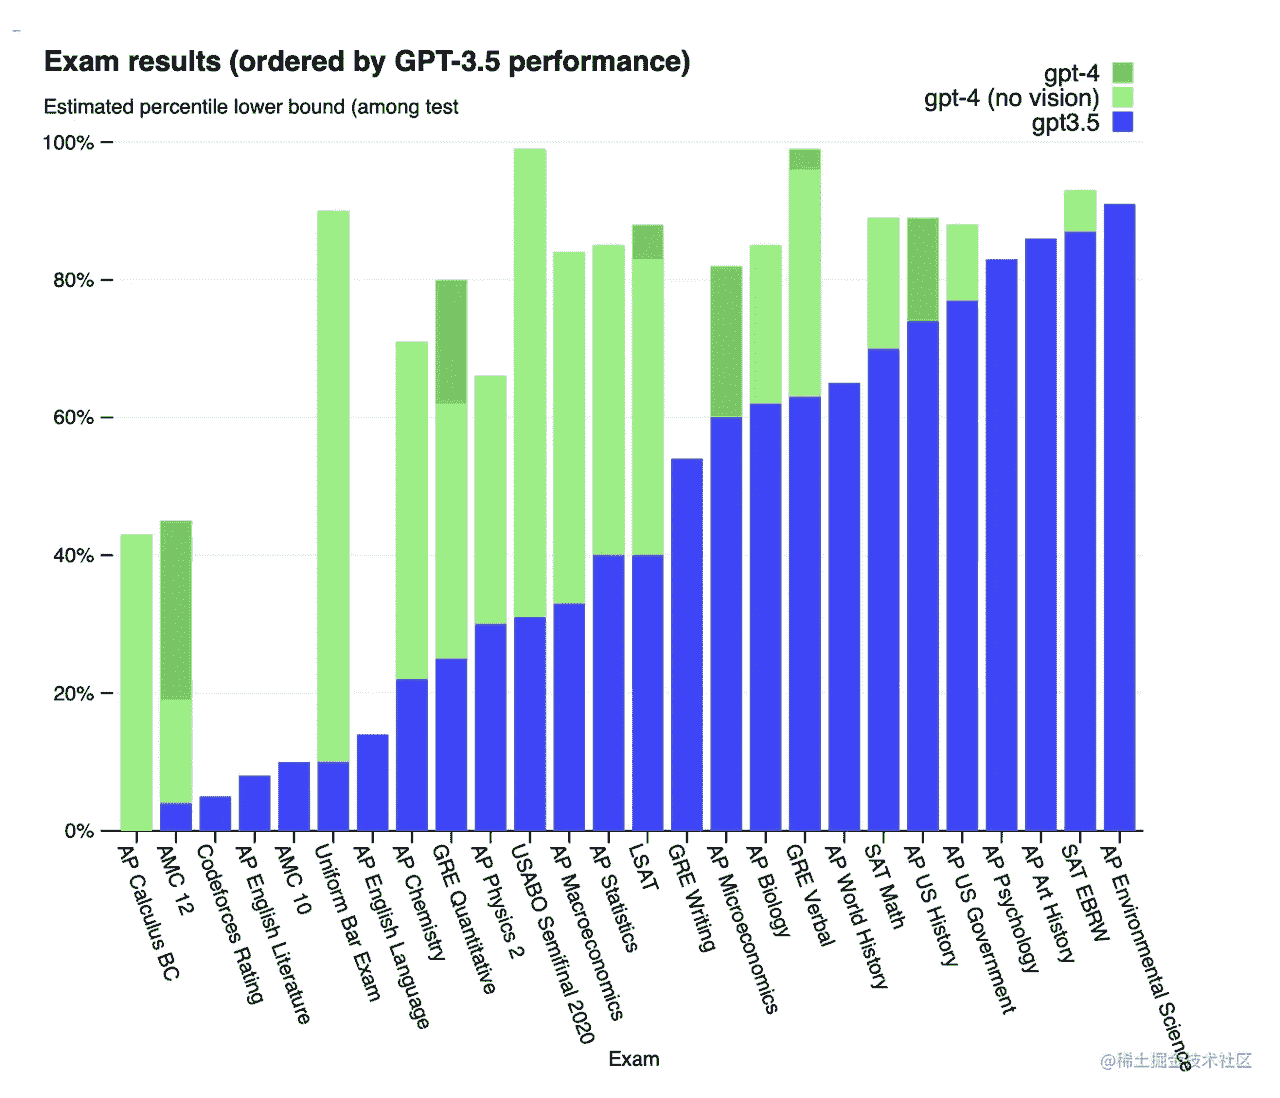 Exam results (ordered by GPT-3.5 performance)
Estimated percentile lower bound (among test
gpt-4
gpt-4 (no vision)
gpt3.5
100%
80%
60%
40%
20%
0%
AP Calculus BC
AMC 12
Codeforces Rating
AP English Literature
AMC 10
Uniform Bar Exam
AP English Language
AP Chemistry
GRE Quantitative
AP Physics 2
USABO Semifinal 2020
AP Macroeconomics
AP Statistics
LSAT
GRE Writing
AP Microeconomics
AP Biology
GRE Verbal
AP World History
SAT Math
AP US History
AP US Government
AP Psychology
AP Art History
SAT EBRW
AP Environmental Science
Exam
@稀土掘金技术社区